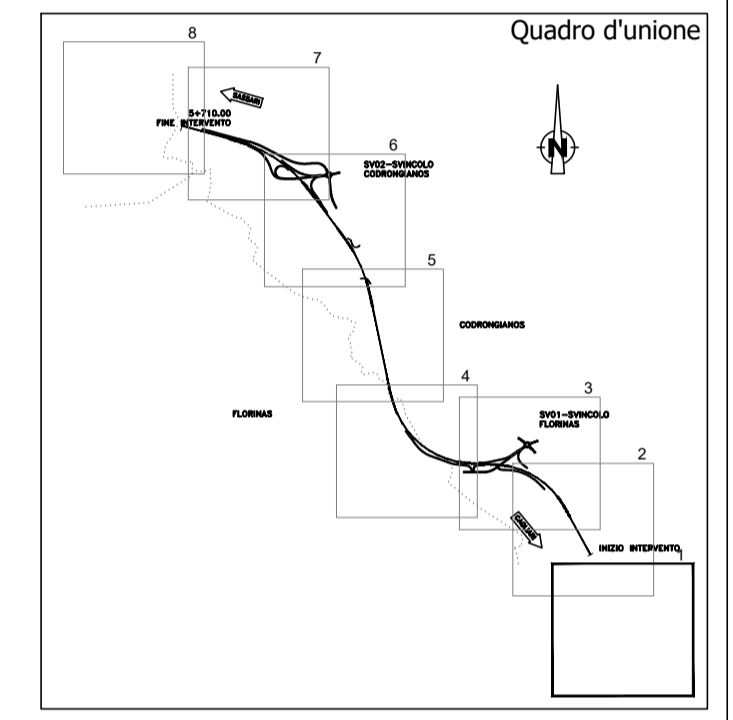 Quadro d'unione
8
7
SASSARI
5+710.00
FINE INTERVENTO
N
6
SV02-SVINCOLO
CODRONGIANOS
5
CODRONGIANOS
4
3
FLORINAS
SV01-SVINCOLO
FLORINAS
2
CAGLIARI
INIZIO INTERVENTO
1